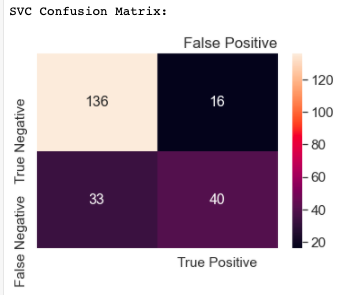 SVC Confusion Matrix:
False Positive
True Negative
136 16
33 40
False Negative
True Positive
120
100
80
60
40
20